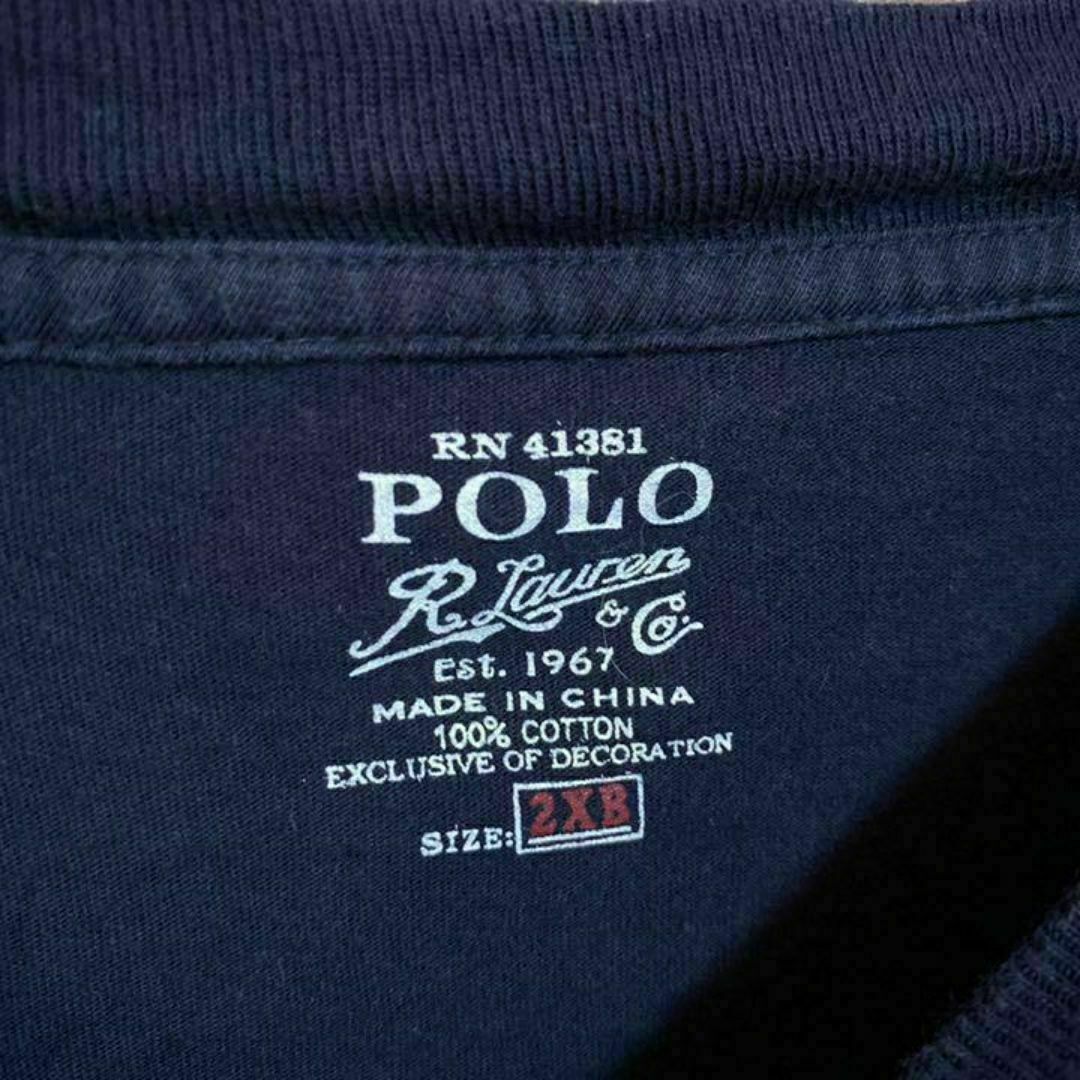 RN 41381
POLO
R Lauren
& Co.
Est. 1967
MADE IN CHINA
100% COTTON
EXCLUSIVE OF DECORATION
SIZE: 2XB